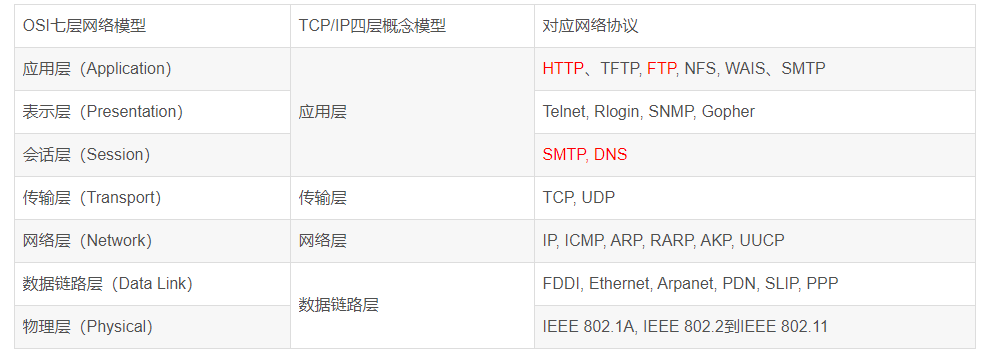 OSI七层网络模型 TCP/IP四层概念模型 对应网络协议
应用层（Application） HTTP、TFTP, FTP, NFS, WAIS、SMTP
表示层（Presentation） 应用层 Telnet, Rlogin, SNMP, Gopher
会话层（Session） SMTP, DNS
传输层（Transport） 传输层 TCP, UDP
网络层（Network） 网络层 IP, ICMP, ARP, RARP, AKP, UUCP
数据链路层（Data Link） FDDI, Ethernet, Arpanet, PDN, SLIP, PPP
数据链路层
物理层（Physical） IEEE 802.1A, IEEE 802.2到IEEE 802.11